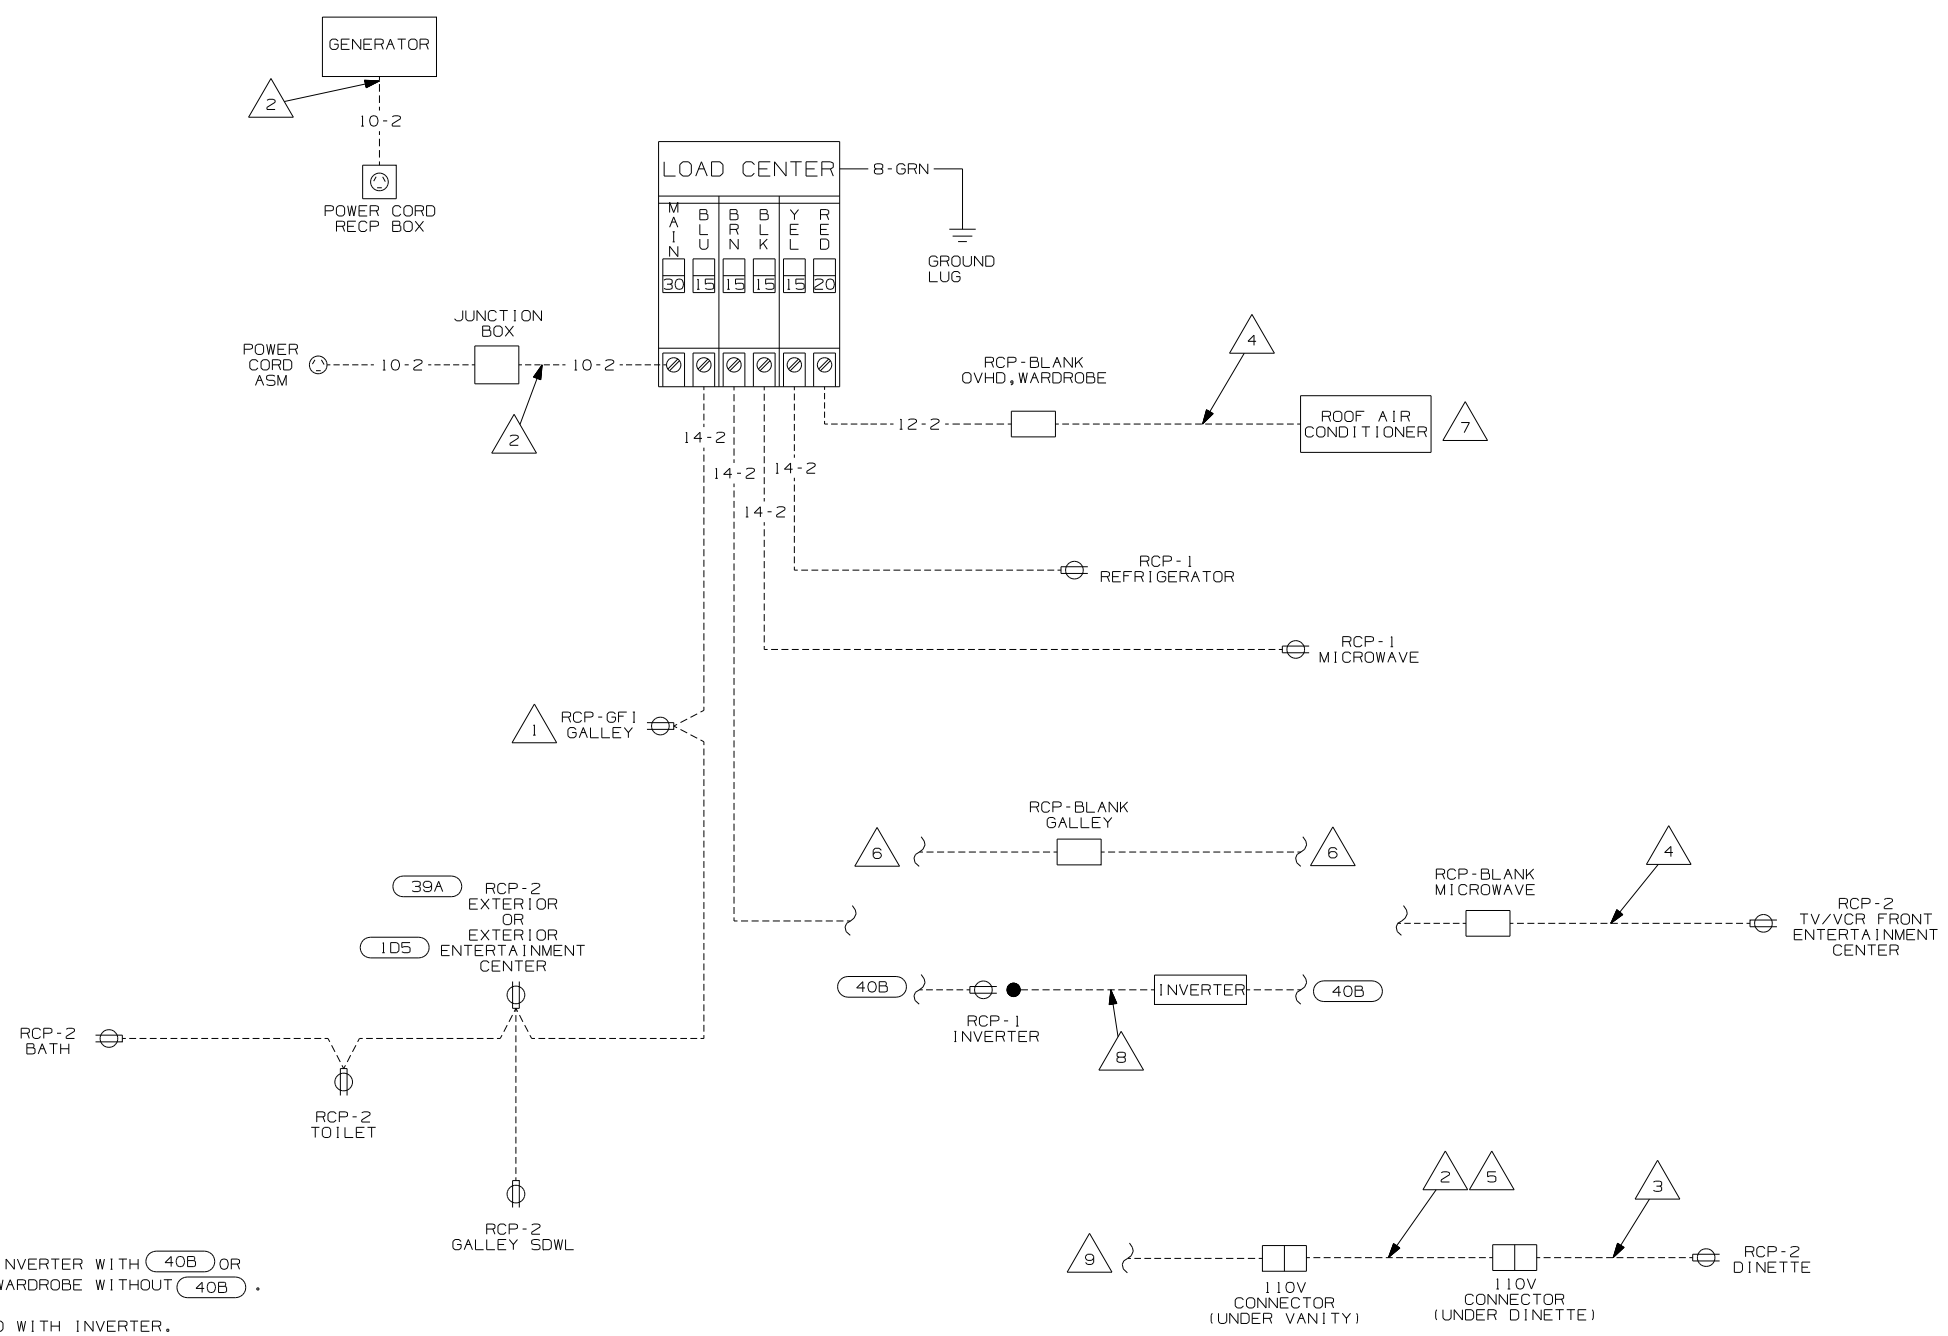 GENERATOR
2
10-2
POWER CORD
RECP BOX
LOAD CENTER
8-GRN
GROUND
LUG
MAIN
BLU
BRN
BLK
YEL
RED
30
15
15
15
15
20
JUNCTION
BOX
POWER
CORD
ASM
10-2
10-2
2
RCP-BLANK
OVHD,WARDROBE
4
12-2
ROOF AIR
CONDITIONER
7
14-2
14-2
14-2
14-2
RCP-1
REFRIGERATOR
RCP-1
MICROWAVE
1
RCP-GFI
GALLEY
RCP-BLANK
GALLEY
6
6
4
RCP-BLANK
MICROWAVE
RCP-2
TV/VCR FRONT
ENTERTAINMENT
CENTER
39A
RCP-2
EXTERIOR
OR
EXTERIOR
1D5
ENTERTAINMENT
CENTER
40B
INVERTER
40B
RCP-1
INVERTER
8
RCP-2
BATH
RCP-2
TOILET
RCP-2
GALLEY SDWL
2
5
3
9
RCP-2
DINETTE
110V
CONNECTOR
(UNDER VANITY)
110V
CONNECTOR
(UNDER DINETTE)
NVERTER WITH 40B OR
WARDROBE WITHOUT 40B .
D WITH INVERTER.